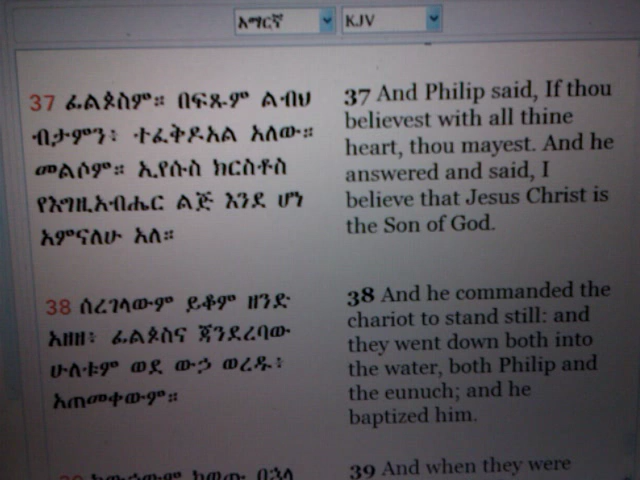 አማርኛ
KJV
37 ፊልጶስም። በፍጹም ልብህ
ብታምን፥ ተፈቅዶአል አለው።
መልሶም። ኢየሱስ ክርስቶስ
የእግዚአብሔር ልጅ እንደ ሆነ
አምናለሁ አለ።
37 And Philip said, If thou
believest with all thine
heart, thou mayest. And he
answered and said, I
believe that Jesus Christ is
the Son of God.
38 ሰረገላውም ይቆም ዘንድ
አዘዘ፥ ፊልጶስና ጃንደረባው
ሁለቱም ወደ ውኃ ወረዱ፥
አጠመቀውም።
38 And he commanded the
chariot to stand still: and
they went down both into
the water, both Philip and
the eunuch; and he
baptized him.
39 And when they were